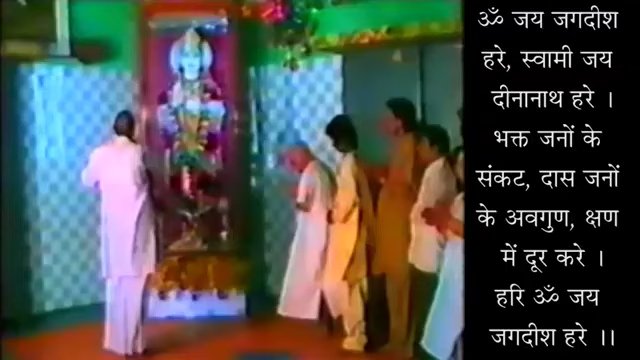 ॐ जय जगदीश
हरे, स्वामी जय
दीनानाथ हरे ।
भक्त जनों के
संकट, दास जनों
के अवगुण, क्षण
में दूर करे ।
हरि ॐ जय
जगदीश हरे ।।